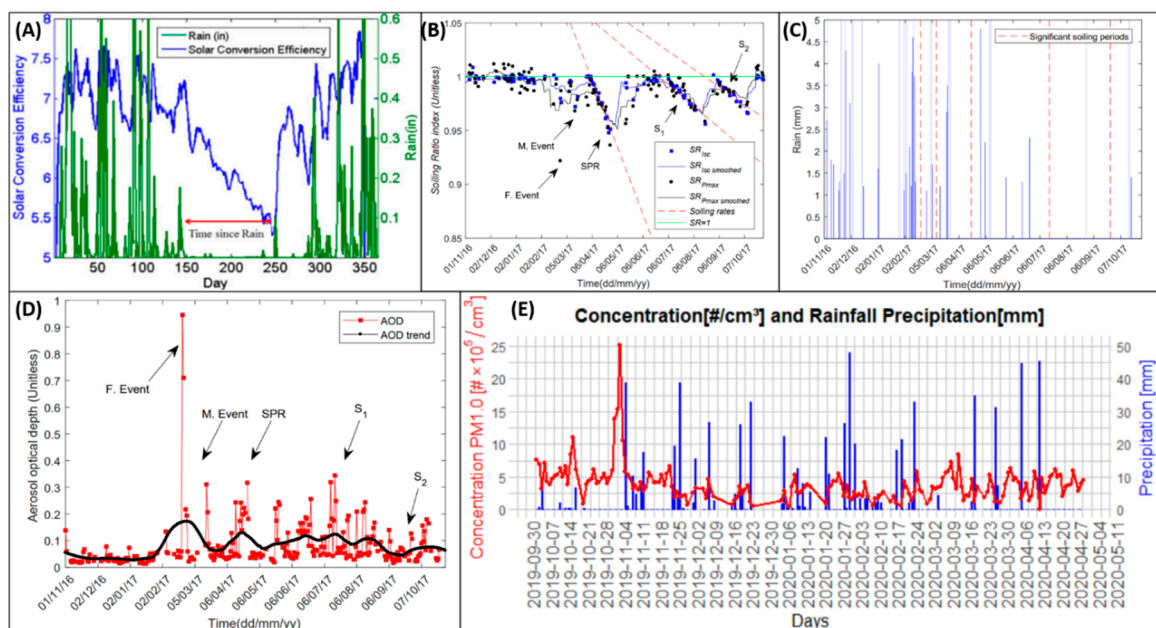 (A)
Solar Conversion Efficiency
8
7.5
7
6.5
6
5.5
5
Rain (in)
Solar Conversion Efficiency
Time since Rain
0.6
0.5
0.4
0.3
0.2
0.1
Rain(in)
50 100 150 200 250 300 350
Day
(B)
Soiling Ratio index (Unitless)
1.05
1
0.95
0.9
0.85
S2
S1
M. Event
SPR
F. Event
SR Isc
SR Isc smoothed
SR Pmax
SR Pmax smoothed
Soiling rates
SR=1
01/11/16 02/12/16 02/01/17 02/02/17 05/03/17 06/04/17 06/05/17 06/06/17 06/07/17 06/08/17 06/09/17 07/10/17
Time(dd/mm/yy)
(C)
Rain (mm)
5
4.5
4
3.5
3
2.5
2
1.5
1
0.5
0
Significant soiling periods
01/11/16 02/12/16 02/01/17 02/02/17 05/03/17 06/04/17 06/05/17 06/06/17 06/07/17 06/08/17 06/09/17 07/10/17
Time(dd/mm/yy)
(D)
Aerosol optical depth (Unitless)
1
0.9
0.8
0.7
0.6
0.5
0.4
0.3
0.2
0.1
0
AOD
AOD trend
F. Event
M. Event
SPR
S1
S2
01/11/16 02/12/16 02/01/17 02/02/17 05/03/17 06/04/17 06/05/17 06/06/17 06/07/17 06/08/17 06/09/17 07/10/17
Time(dd/mm/yy)
(E)
Concentration[#/cm³] and Rainfall Precipitation[mm]
Concentration PM1.0 [# × 10⁵ / cm³]
25
20
15
10
5
0
50
40
30
20
10
0
Precipitation [mm]
2019-09-30 2019-10-07 2019-10-14 2019-10-21 2019-10-28 2019-11-04 2019-11-11 2019-11-18 2019-11-25 2019-12-02 2019-12-09 2019-12-16 2019-12-23 2019-12-30 2020-01-06 2020-01-13 2020-01-20 2020-01-27 2020-02-03 2020-02-10 2020-02-17 2020-02-24 2020-03-02 2020-03-09 2020-03-16 2020-03-23 2020-03-30 2020-04-06 2020-04-13 2020-04-20 2020-04-27 2020-05-04 2020-05-11
Days